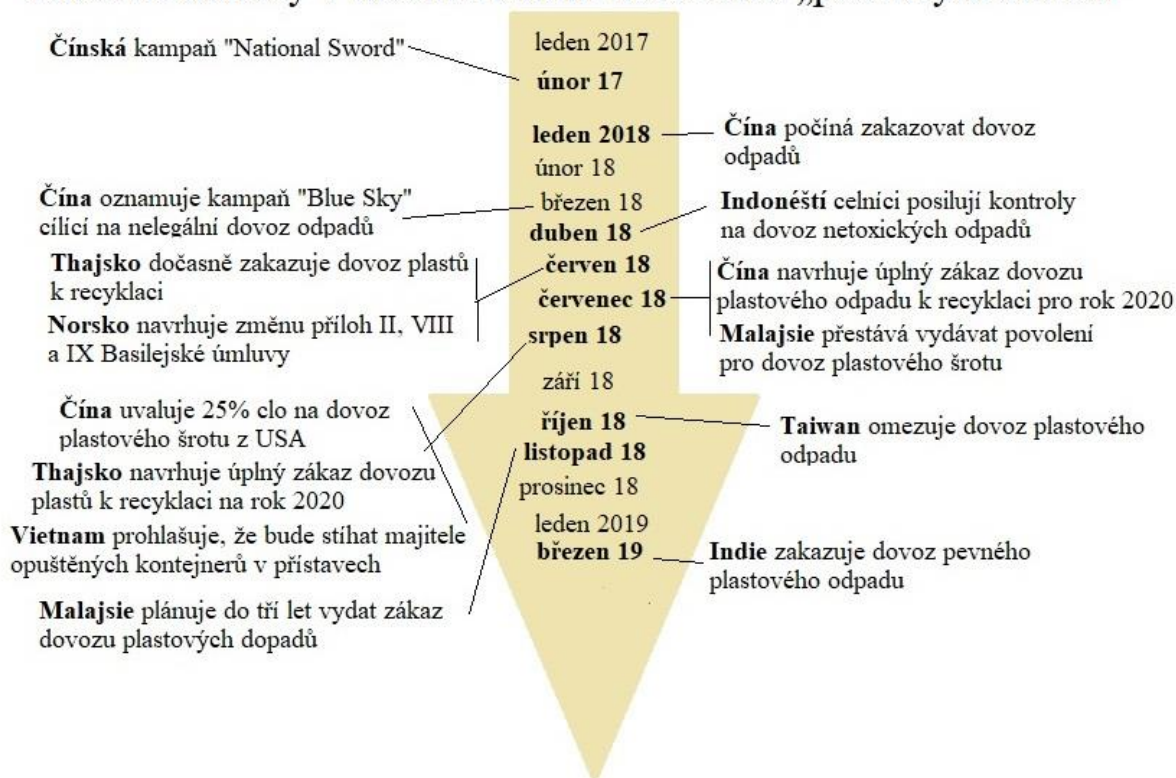 Čínská kampaň "National Sword"
leden 2017
únor 17
leden 2018
Čína počíná zakazovat dovoz
odpadů
únor 18
Čína oznamuje kampaň "Blue Sky"
cílící na nelegální dovoz odpadů
březen 18
duben 18
Indonéští celníci posilují kontroly
na dovoz netoxických odpadů
Thajsko dočasně zakazuje dovoz plastů
k recyklaci
Norsko navrhuje změnu příloh II, VIII
a IX Basilejské úmluvy
červen 18
červenec 18
Čína navrhuje úplný zákaz dovozu
plastového odpadu k recyklaci pro rok 2020
Malajsie přestává vydávat povolení
pro dovoz plastového šrotu
srpen 18
září 18
Čína uvaluje 25% clo na dovoz
plastového šrotu z USA
Thajsko navrhuje úplný zákaz dovozu
plastů k recyklaci na rok 2020
Vietnam prohlašuje, že bude stíhat majitele
opuštěných kontejnerů v přístavech
říjen 18
Taiwan omezuje dovoz plastového
odpadu
listopad 18
prosinec 18
leden 2019
březen 19
Indie zakazuje dovoz pevného
plastového odpadu
Malajsie plánuje do tří let vydat zákaz
dovozu plastových dopadů